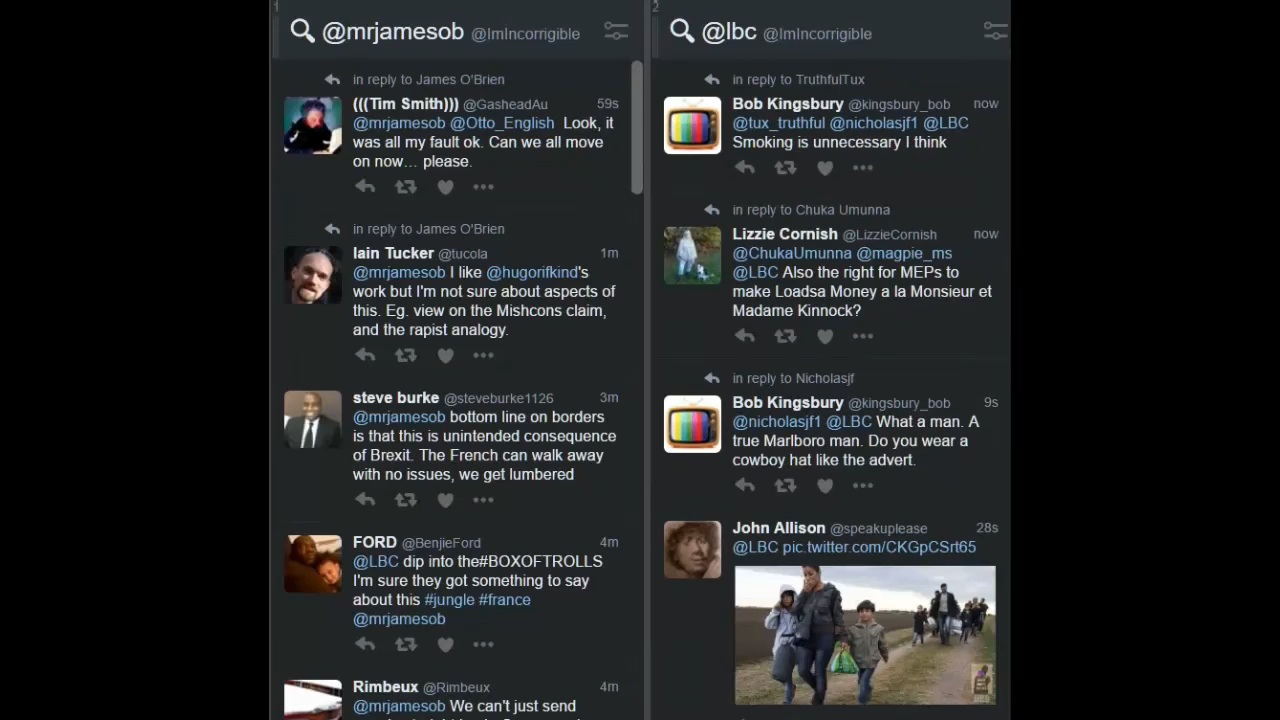 1
@mrjamesob @ImIncorrigible
in reply to James O'Brien
(((Tim Smith))) @GasheadAu 59s
@mrjamesob @Otto_English Look, it
was all my fault ok. Can we all move
on now… please.
in reply to James O'Brien
Iain Tucker @tucola 1m
@mrjamesob I like @hugorifkind's
work but I'm not sure about aspects of
this. Eg. view on the Mishcons claim,
and the rapist analogy.
steve burke @steveburke1126 3m
@mrjamesob bottom line on borders
is that this is unintended consequence
of Brexit. The French can walk away
with no issues, we get lumbered
FORD @BenjieFord 4m
@LBC dip into the#BOXOFTROLLS
I'm sure they got something to say
about this #jungle #france
@mrjamesob
Rimbeux @Rimbeux 4m
@mrjamesob We can't just send
2
@lbc @ImIncorrigible
in reply to TruthfulTux
Bob Kingsbury @kingsbury_bob now
@tux_truthful @nicholasjf1 @LBC
Smoking is unnecessary I think
in reply to Chuka Umunna
Lizzie Cornish @LizzieCornish now
@ChukaUmunna @magpie_ms
@LBC Also the right for MEPs to
make Loadsa Money a la Monsieur et
Madame Kinnock?
in reply to Nicholasjf
Bob Kingsbury @kingsbury_bob 9s
@nicholasjf1 @LBC What a man. A
true Marlboro man. Do you wear a
cowboy hat like the advert.
John Allison @speakuplease 28s
@LBC pic.twitter.com/CKGpCSrt65